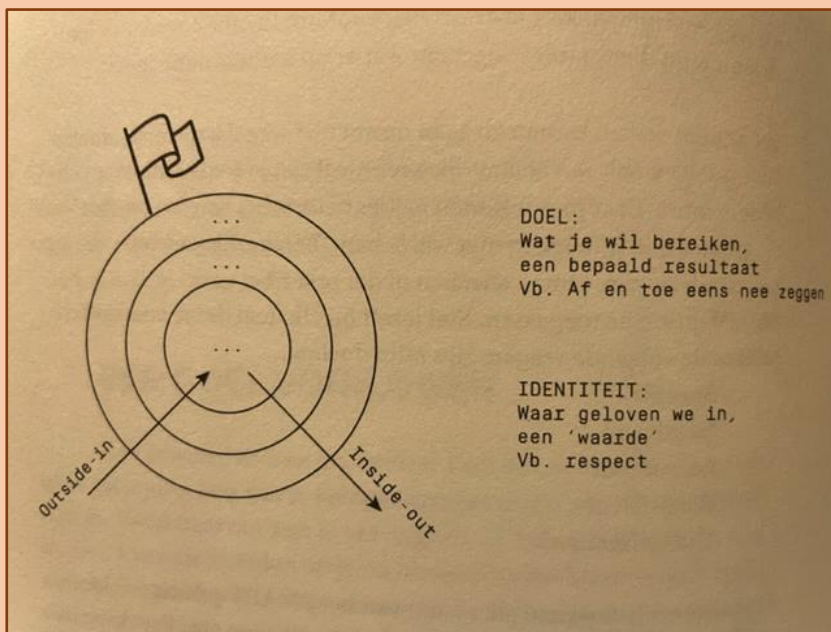 ...
...
...
Outside-in
Inside-out
DOEL:
Wat je wil bereiken,
een bepaald resultaat
Vb. Af en toe eens nee zeggen
IDENTITEIT:
Waar geloven we in,
een ‘waarde’
Vb. respect